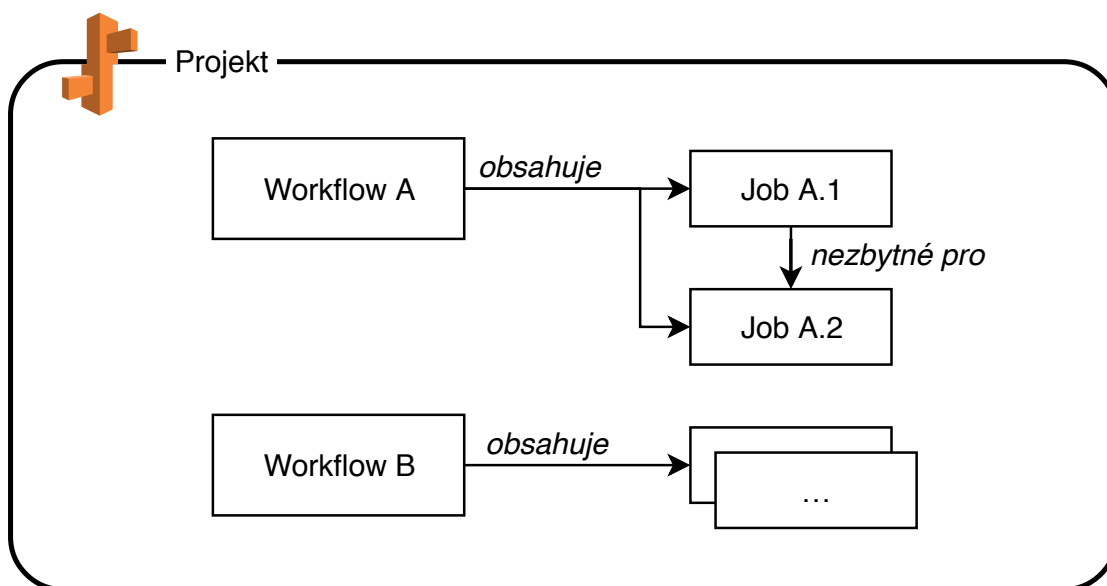 Projekt
Workflow A
obsahuje
Job A.1
nezbytné pro
Job A.2
Workflow B
obsahuje
...